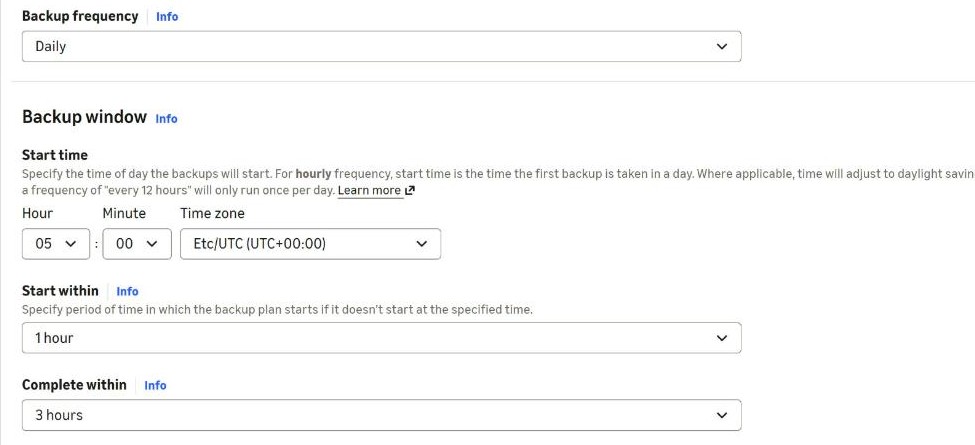 Backup frequency Info
Daily
Backup window Info
Start time
Specify the time of day the backups will start. For hourly frequency, start time is the time the first backup is taken in a day. Where applicable, time will adjust to daylight
a frequency of "every 12 hours" will only run once per day. Learn more
Hour Minute Time zone
05 : 00 Etc/UTC (UTC+00:00)
Start within Info
Specify period of time in which the backup plan starts if it doesn't start at the specified time.
1 hour
Complete within Info
3 hours